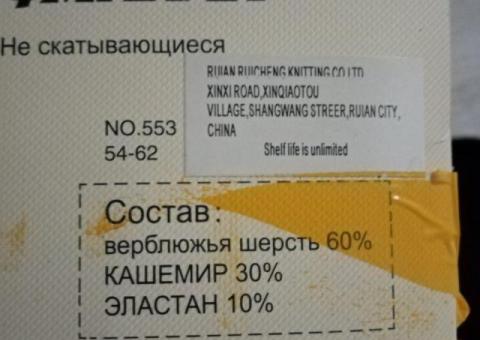 Не скатывающиеся
RUIAN RUICHENG KNITTING CO LTD
XINXI ROAD,XINQIAOTOU
VILLAGE,SHANGWANG STREER,RUIAN CITY,
CHINA
Shelf life is unlimited
NO.553
54-62
Состав:
верблюжья шерсть 60%
КАШЕМИР 30%
ЭЛАСТАН 10%